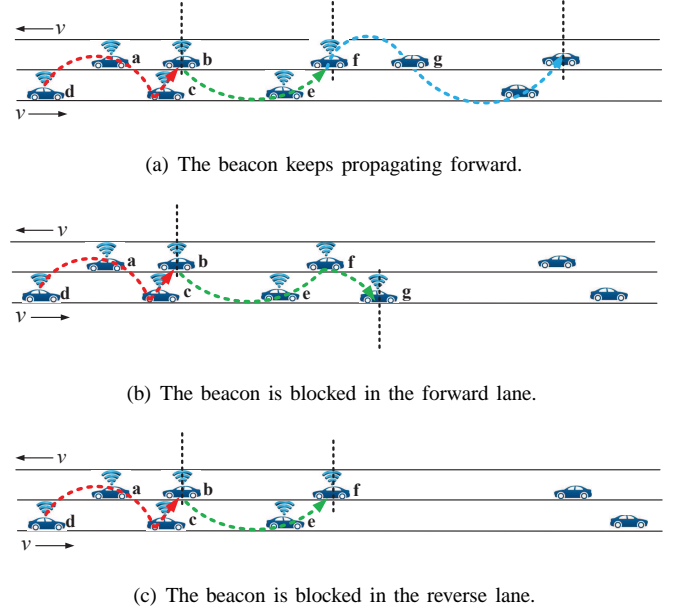 v
a b f g
d c e
v
(a) The beacon keeps propagating forward.
v
a b f
d c e g
v
(b) The beacon is blocked in the forward lane.
v
a b f
d c e
v
(c) The beacon is blocked in the reverse lane.